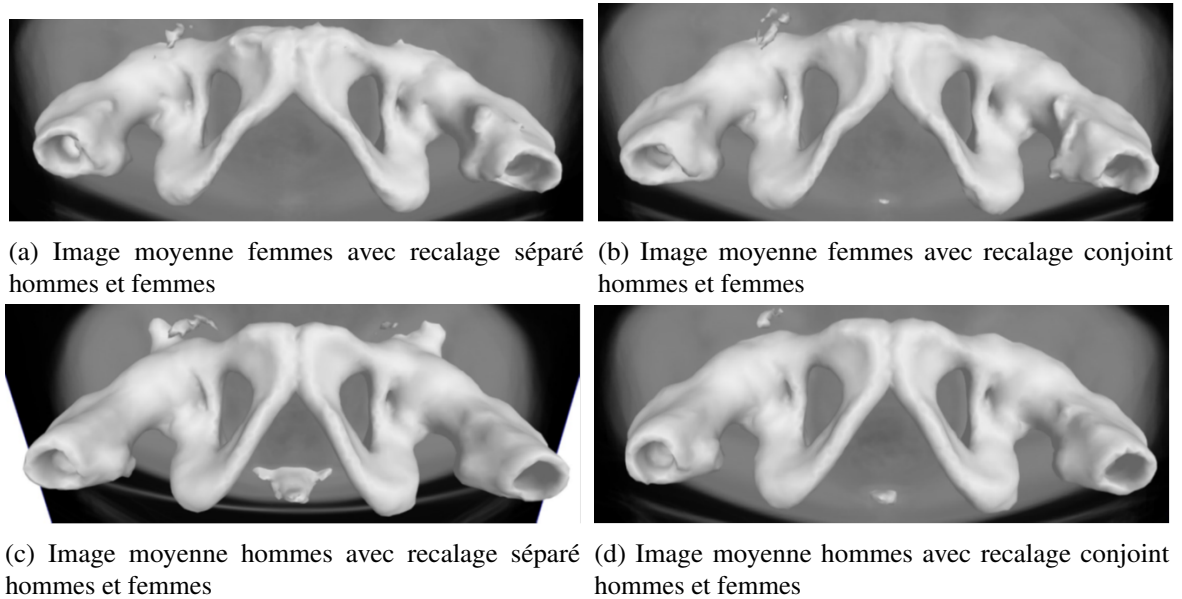 (a) Image moyenne femmes avec recalage séparé
hommes et femmes
(b) Image moyenne femmes avec recalage conjoint
hommes et femmes
(c) Image moyenne hommes avec recalage séparé
hommes et femmes
(d) Image moyenne hommes avec recalage conjoint
hommes et femmes